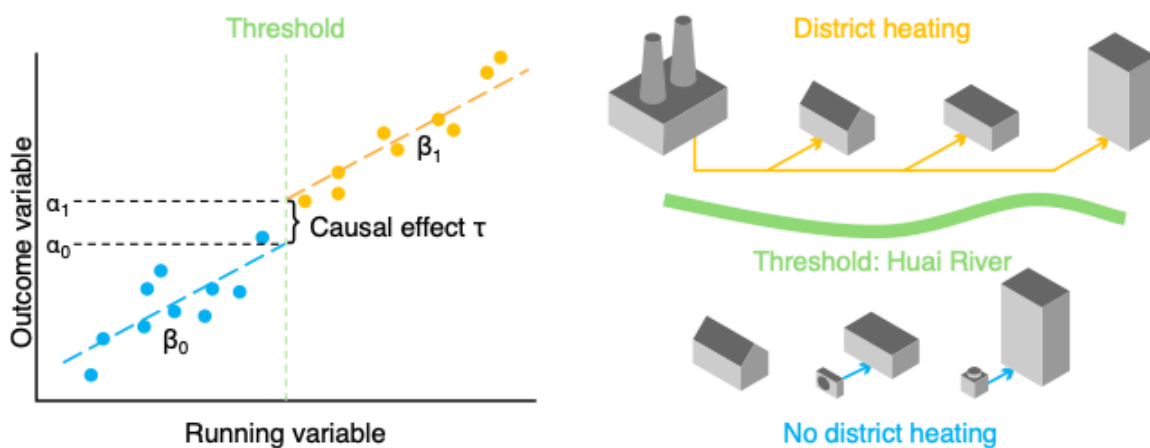 Threshold
Outcome variable
α₁
α₀
β₁
Causal effect τ
β₀
Running variable
District heating
Threshold: Huai River
No district heating